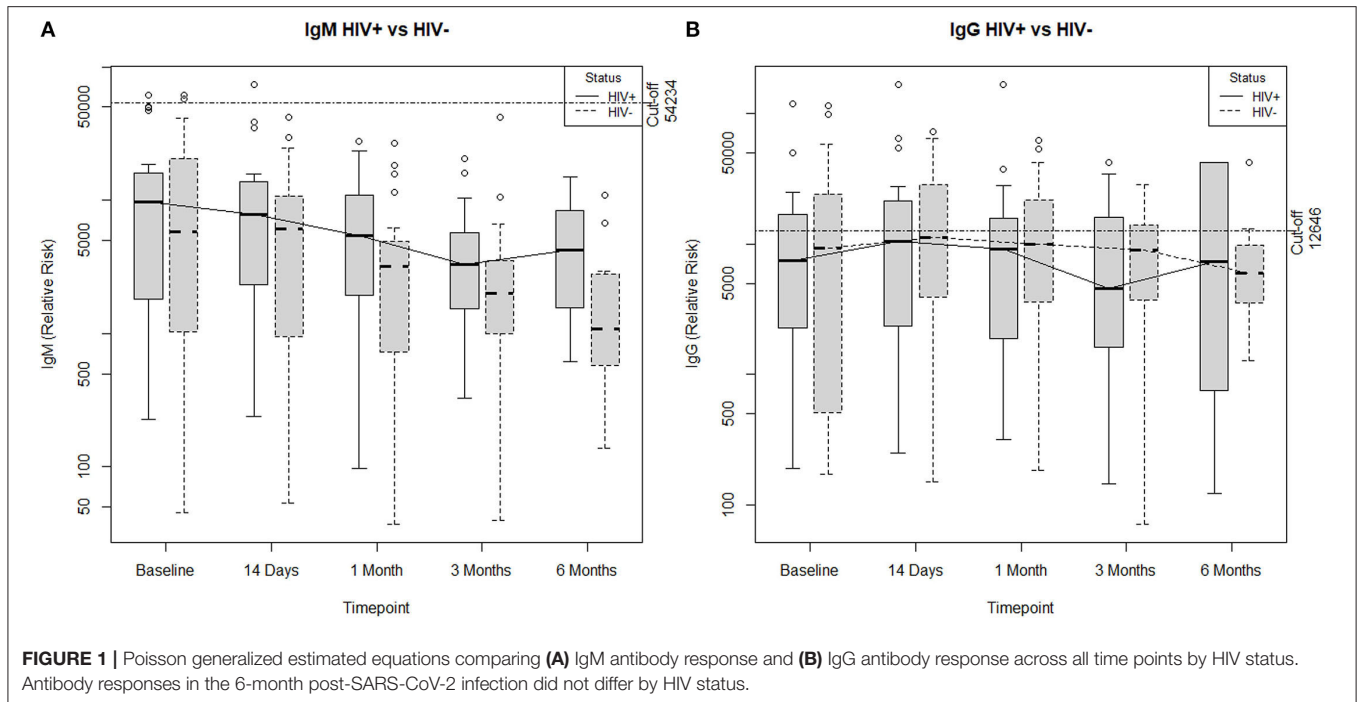 A
IgM HIV+ vs HIV-
IgM (Relative Risk)
50000
5000
500
100
50
Status
HIV+
HIV-
Cut-off
54234
Baseline
14 Days
1 Month
3 Months
6 Months
Timepoint
B
IgG HIV+ vs HIV-
IgG (Relative Risk)
50000
5000
500
100
Status
HIV+
HIV-
Cut-off
12646
Baseline
14 Days
1 Month
3 Months
6 Months
Timepoint
FIGURE 1 | Poisson generalized estimated equations comparing (A) IgM antibody response and (B) IgG antibody response across all time points by HIV status.
Antibody responses in the 6-month post-SARS-CoV-2 infection did not differ by HIV status.